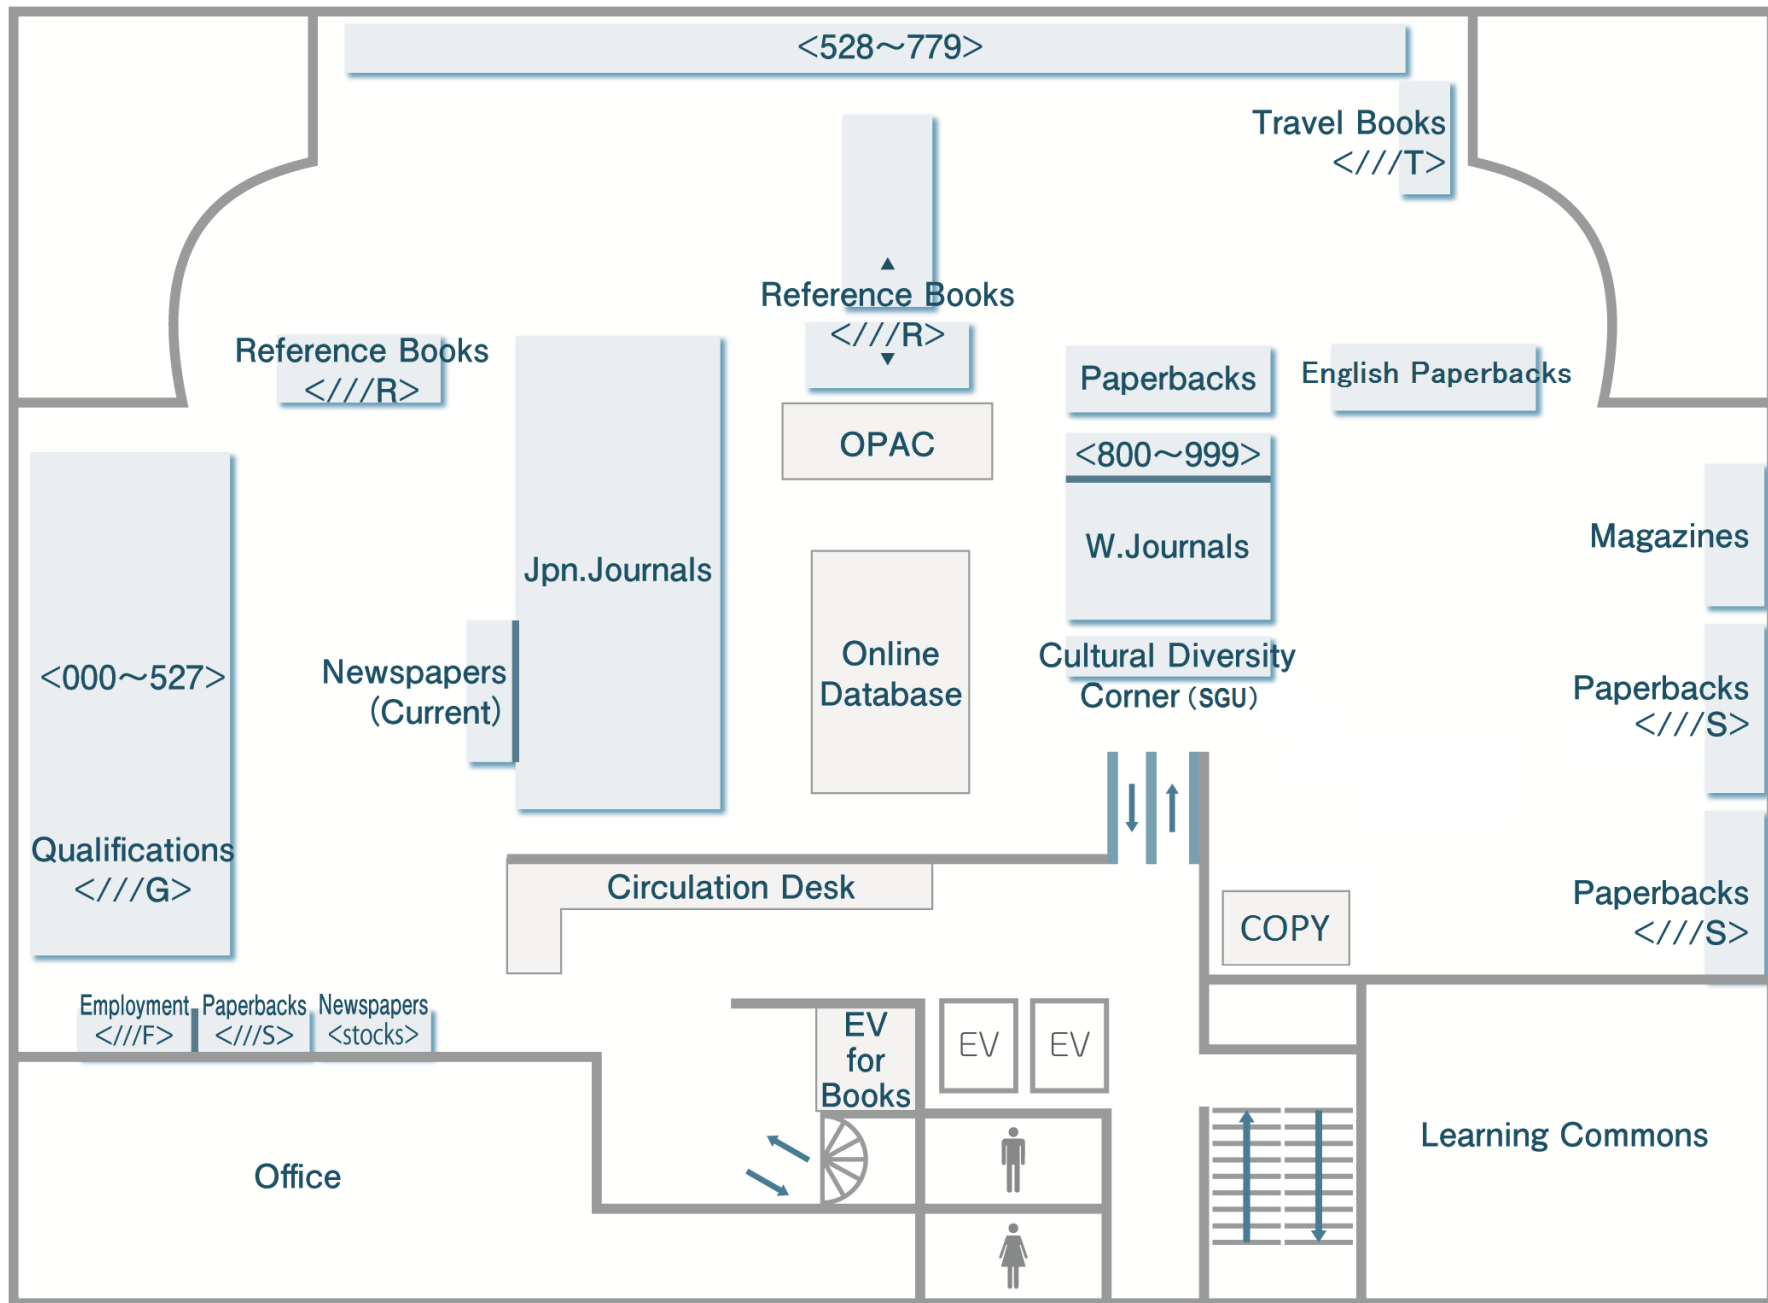 <528～779>
Travel Books
<///T>
Reference Books
<///R>
Reference Books
<///R>
Paperbacks
English Paperbacks
OPAC
<800～999>
W.Journals
Magazines
Jpn.Journals
Online
Database
Cultural Diversity
Corner (SGU)
<000～527>
Newspapers
(Current)
Paperbacks
<///S>
Qualifications
<///G>
Circulation Desk
COPY
Paperbacks
<///S>
Employment
<///F>
Paperbacks
<///S>
Newspapers
<stocks>
EV
for
Books
EV
EV
Office
Learning Commons